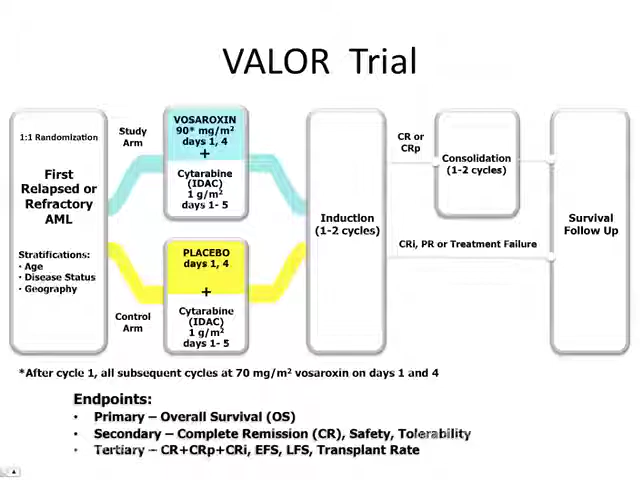 VALOR Trial
1:1 Randomization
First
Relapsed or
Refractory
AML
Stratifications:
• Age
• Disease Status
• Geography
Study
Arm
VOSAROXIN
90* mg/m²
days 1, 4
+
Cytarabine
(IDAC)
1 g/m²
days 1- 5
Control
Arm
PLACEBO
days 1, 4
+
Cytarabine
(IDAC)
1 g/m²
days 1- 5
Induction
(1-2 cycles)
CR or
CRp
Consolidation
(1-2 cycles)
CRi, PR or Treatment Failure
Survival
Follow Up
*After cycle 1, all subsequent cycles at 70 mg/m² vosaroxin on days 1 and 4
Endpoints:
• Primary – Overall Survival (OS)
• Secondary – Complete Remission (CR), Safety, Tolerability
• Tertiary – CR+CRp+CRi, EFS, LFS, Transplant Rate